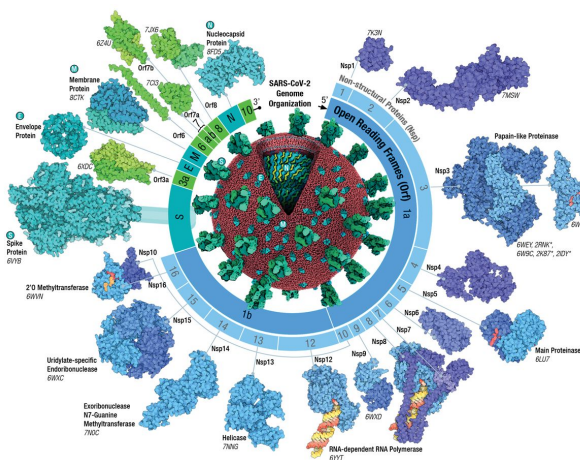 SARS-CoV-2
Genome
Organization
3'
5'
Open Reading Frames (Orf)
1a
1b
Non-structural Proteins (Nsp)
1
2
3
4
5
6
7
8
9
10
12
13
14
15
16
S
3a
E
M
6
8
N
10
Nsp1
7K3N
Nsp2
7MSW
Papain-like Proteinase
Nsp3
6WEY, 2RNK*,
6W9C, 2K87*, 2IDY*
Nsp4
Nsp5
Main Proteinase
6LU7
Nsp6
Nsp7
Nsp8
Nsp9
6WXD
Nsp12
RNA-dependent RNA Polymerase
6YYT
Nsp13
Helicase
7NNG
Nsp14
Exoribonuclease
N7-Guanine
Methyltransferase
7N0C
Nsp15
Uridylate-specific
Endoribonuclease
6WXC
Nsp10
Nsp16
2'O Methyltransferase
6WVN
S
Spike
Protein
6VYB
Orf3a
6XDC
E
Envelope
Protein
M
Membrane
Protein
8CTK
Orf6
Orf7a
7CI3
Orf7b
6Z4U
Orf8
7JX6
N
Nucleocapsid
Protein
8FD5